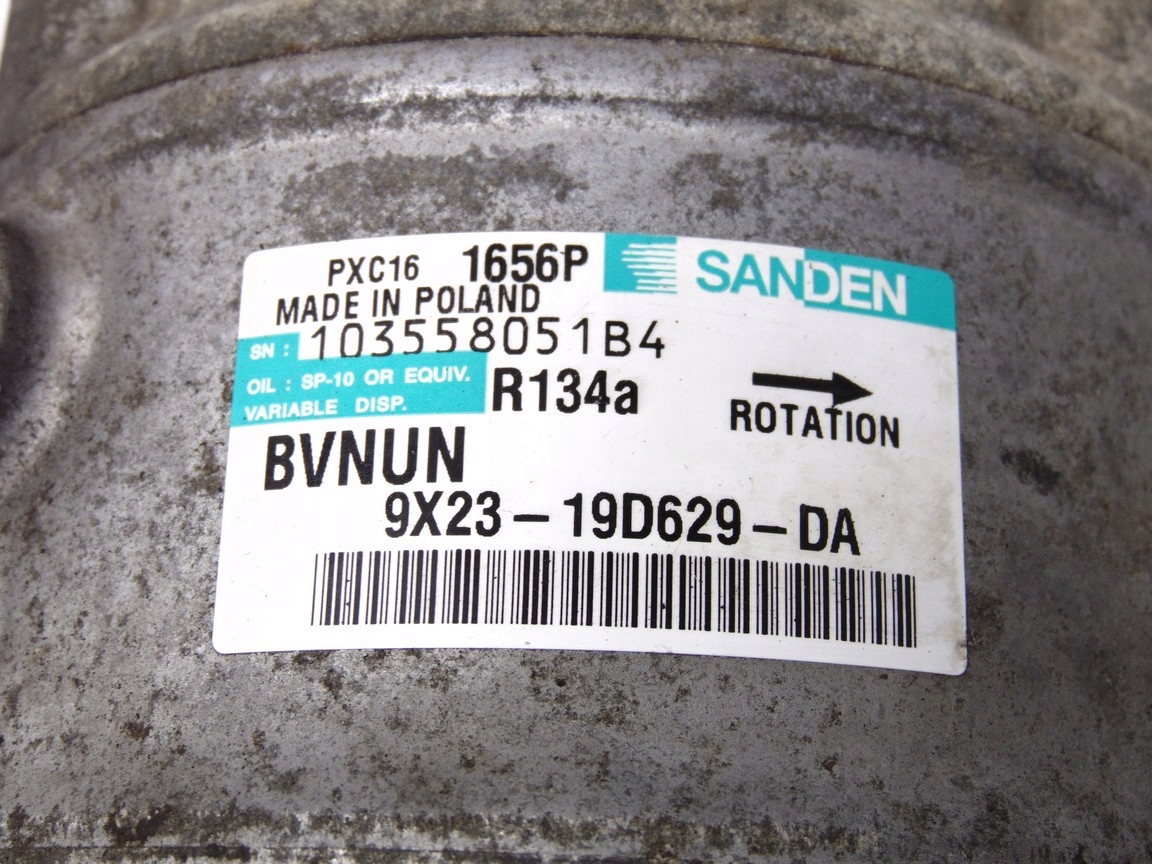 PXC16 1656P SANDEN
MADE IN POLAND
SN : 103558051B4
OIL : SP-10 OR EQUIV.
VARIABLE DISP.
R134a
ROTATION
BVNUN
9X23-19D629-DA